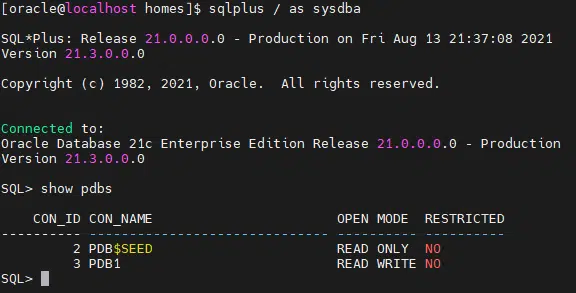 [oracle@localhost homes]$ sqlplus / as sysdba
SQL*Plus: Release 21.0.0.0.0 - Production on Fri Aug 13 21:37:08 2021
Version 21.3.0.0.0
Copyright (c) 1982, 2021, Oracle.  All rights reserved.
Connected to:
Oracle Database 21c Enterprise Edition Release 21.0.0.0.0 - Production
Version 21.3.0.0.0
SQL> show pdbs
    CON_ID CON_NAME                       OPEN MODE  RESTRICTED
---------- ------------------------------ ---------- ----------
         2 PDB$SEED                       READ ONLY  NO
         3 PDB1                           READ WRITE NO
SQL>